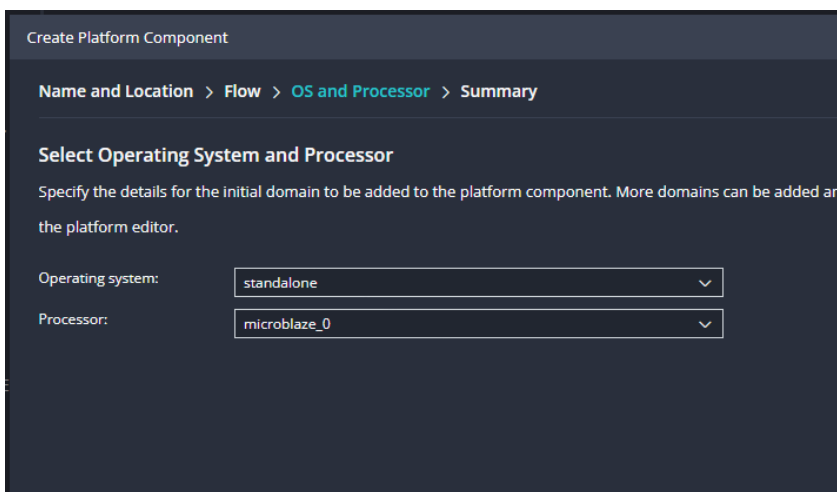 Create Platform Component
Name and Location > Flow > OS and Processor > Summary
Select Operating System and Processor
Specify the details for the initial domain to be added to the platform component. More domains can be added
the platform editor.
Operating system: standalone
Processor: microblaze_0